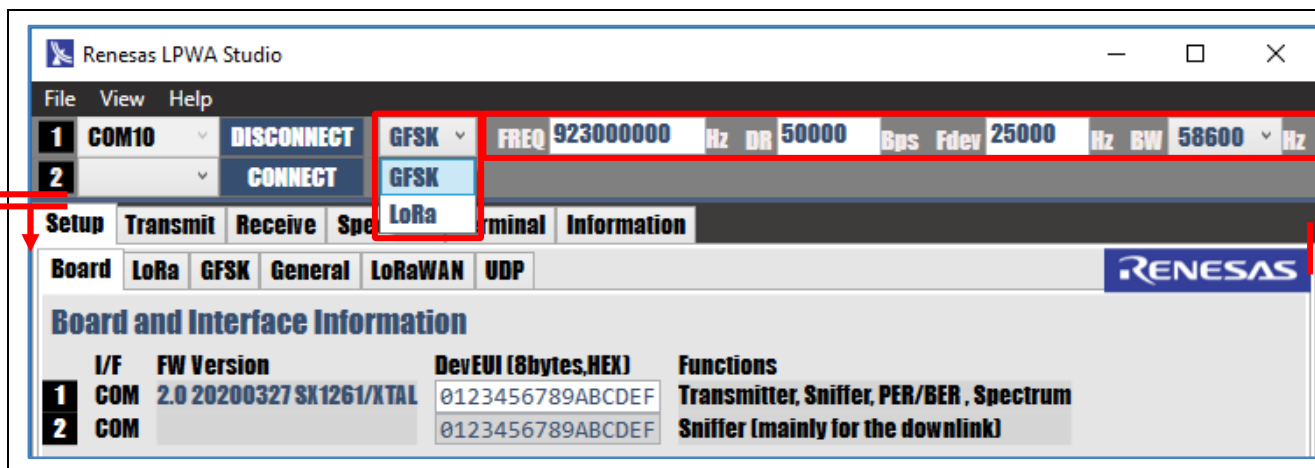 Renesas LPWA Studio
File View Help
1 COM10 DISCONNECT GFSK FREQ 923000000 Hz DR 50000 Bps Fdev 25000 Hz BW 58600 Hz
2 CONNECT GFSK
LoRa
Setup Transmit Receive Information
Board LoRa GFSK General LoRaWAN UDP RENESAS
Board and Interface Information
I/F FW Version DevEUI (8bytes,HEX) Functions
1 COM 2.0 20200327 SX1261/XTAL 0123456789ABCDEF Transmitter, Sniffer, PER/BER , Spectrum
2 COM 0123456789ABCDEF Sniffer (mainly for the downlink)